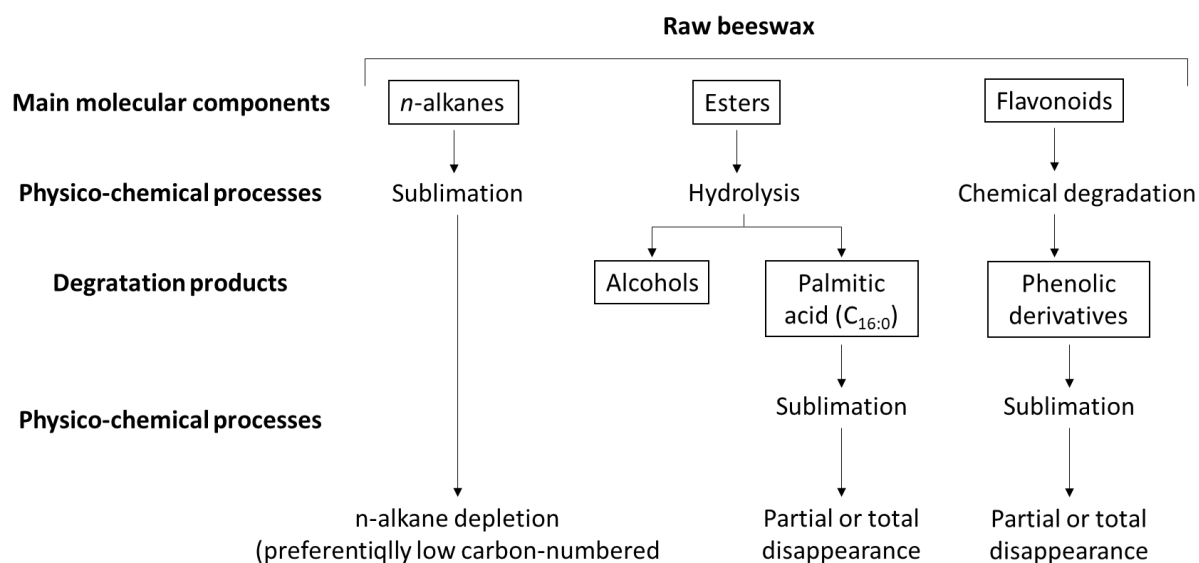 Raw beeswax
Main molecular components
n-alkanes
Esters
Flavonoids
Physico-chemical processes
Sublimation
Hydrolysis
Chemical degradation
Degratation products
Alcohols
Palmitic
acid (C16:0)
Phenolic
derivatives
Physico-chemical processes
Sublimation
Sublimation
n-alkane depletion
(preferentiqlly low carbon-numbered
Partial or total
disappearance
Partial or total
disappearance